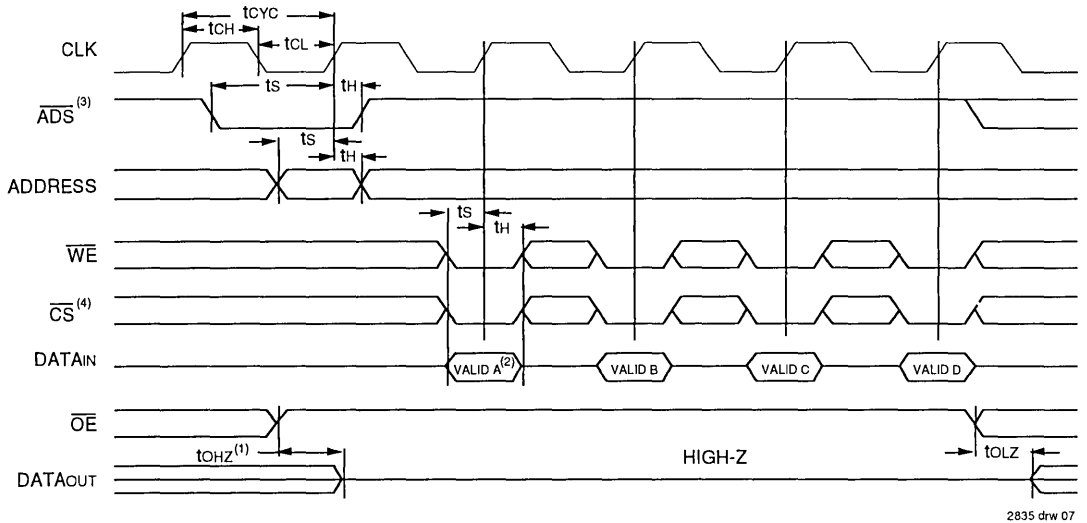 tCYC
tCH
CLK
tCL
tS
tH
ADS (3)
tS
tH
ADDRESS
tS
tH
WE
CS (4)
DATAIN
VALID A(2)
VALID B
VALID C
VALID D
OE
tOHZ(1)
HIGH-Z
tOLZ
DATAOUT
2835 drw 07